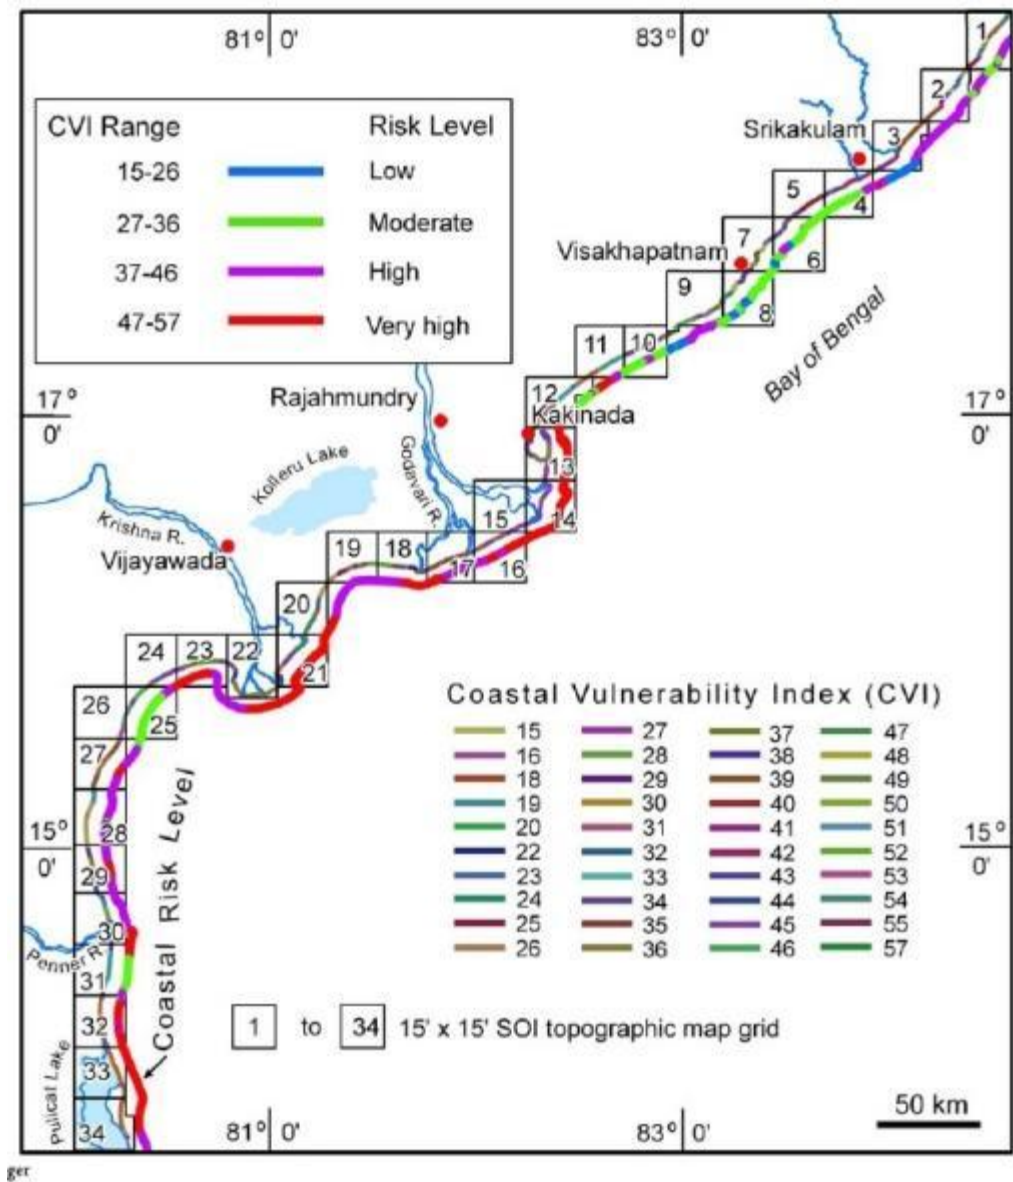 81° 0'
83° 0'
1
2
Srikakulam
3
CVI Range Risk Level
15-26 Low
27-36 Moderate
37-46 High
47-57 Very high
5
4
7
Visakhapatnam
6
9
8
Bay of Bengal
11
10
12
Rajahmundry
Kakinada
17° 0'
17° 0'
Kolleru Lake
Godavari R.
13
15
14
Krishna R.
Vijayawada
19
18
17
16
20
24
23
22
21
26
25
27
Coastal Vulnerability Index (CVI)
15 27 37 47
16 28 38 48
18 29 39 49
19 30 40 50
20 31 41 51
22 32 42 52
23 33 43 53
24 34 44 54
25 35 45 55
26 36 46 57
15° 0'
15° 0'
28
29
Coastal Risk Level
30
Penner R.
31
32
1 to 34 15' x 15' SOI topographic map grid
33
Pulicat Lake
34
50 km
81° 0'
83° 0'
ger